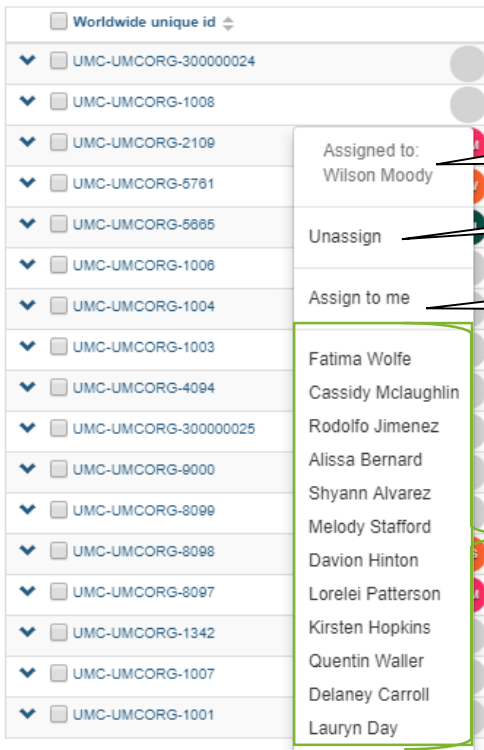 Worldwide unique id
UMC-UMCORG-300000024
UMC-UMCORG-1008
UMC-UMCORG-2109
UMC-UMCORG-5761
UMC-UMCORG-5665
UMC-UMCORG-1006
UMC-UMCORG-1004
UMC-UMCORG-1003
UMC-UMCORG-4094
UMC-UMCORG-300000025
UMC-UMCORG-9000
UMC-UMCORG-8099
UMC-UMCORG-8098
UMC-UMCORG-8097
UMC-UMCORG-1342
UMC-UMCORG-1007
UMC-UMCORG-1001
Assigned to:
Wilson Moody
Unassign
Assign to me
Fatima Wolfe
Cassidy Mclaughlin
Rodolfo Jimenez
Alissa Bernard
Shyann Alvarez
Melody Stafford
Davion Hinton
Lorelei Patterson
Kirsten Hopkins
Quentin Waller
Delaney Carroll
Lauryn Day